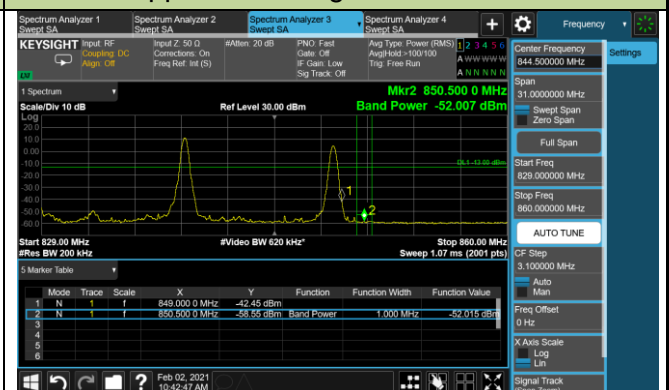 Spectrum Analyzer 1
Swept SA
Spectrum Analyzer 2
Swept SA
Spectrum Analyzer 3
Swept SA
Spectrum Analyzer 4
Swept SA
+
Frequency
KEYSIGHT
Input: RF
Coupling: DC
Align: Off
Input Z: 50 Ω
Corrections: On
Freq Ref: Int (S)
#Atten: 20 dB
PNO: Fast
Gate: Off
IF Gain: Low
Sig Track: Off
Avg Type: Power (RMS)
Avg|Hold:>100/100
Trig: Free Run
1 2 3 4 5 6
A W W W W W
A N N N N N
Center Frequency
844.500000 MHz
Settings
Span
31.0000000 MHz
Swept Span
Zero Span
Full Span
Start Freq
829.000000 MHz
Stop Freq
860.000000 MHz
AUTO TUNE
CF Step
3.100000 MHz
Auto
Man
Freq Offset
0 Hz
X Axis Scale
Log
Lin
Signal Track
1 Spectrum
Scale/Div 10 dB
Ref Level 30.00 dBm
Mkr2 850.500 0 MHz
Band Power -52.007 dBm
Log
20.0
10.0
0.00
-10.0
-20.0
-30.0
-40.0
-50.0
-60.0
DL1 -13.00 dBm
1
2
Start 829.00 MHz
#Res BW 200 kHz
#Video BW 620 kHz*
Stop 860.00 MHz
Sweep 1.07 ms (2001 pts)
5 Marker Table
Mode Trace Scale X Y Function Function Width Function Value
1 N 1 f 849.000 0 MHz -42.45 dBm
2 N 1 f 850.500 0 MHz -58.55 dBm Band Power 1.000 MHz -52.015 dBm
3
4
5
6
?
Feb 02, 2021
10:42:47 AM